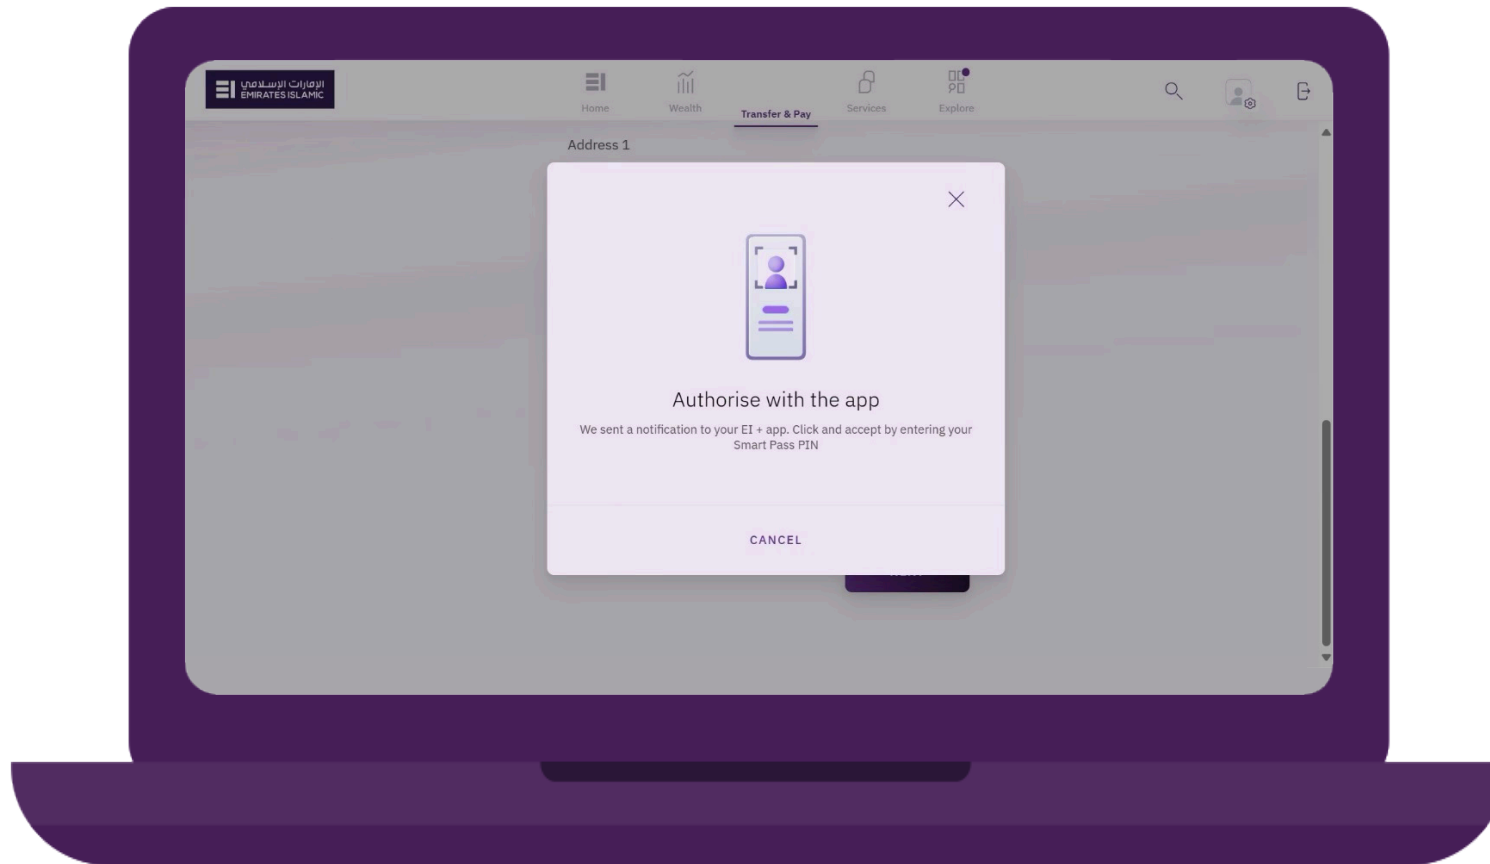 الإمارات الإسلامي
EMIRATES ISLAMIC
Home
Wealth
Transfer & Pay
Services
Explore
Address 1
Authorise with the app
We sent a notification to your EI + app. Click and accept by entering your
Smart Pass PIN
CANCEL